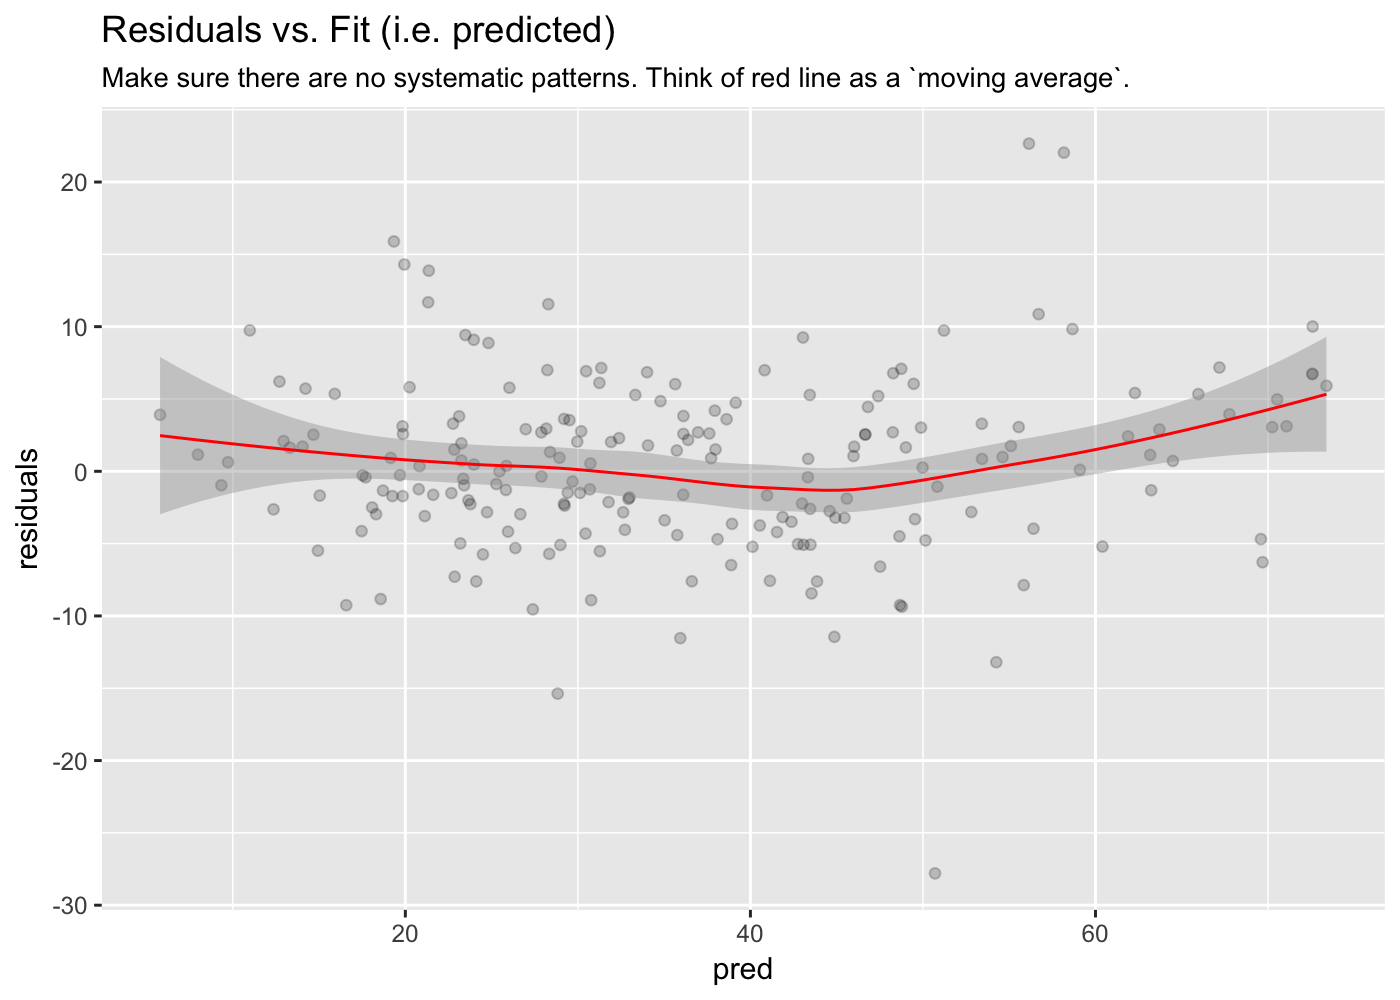 Residuals vs. Fit (i.e. predicted)
Make sure there are no systematic patterns. Think of red line as a `moving average`.
residuals
20
10
0
-10
-20
-30
20
40
60
pred